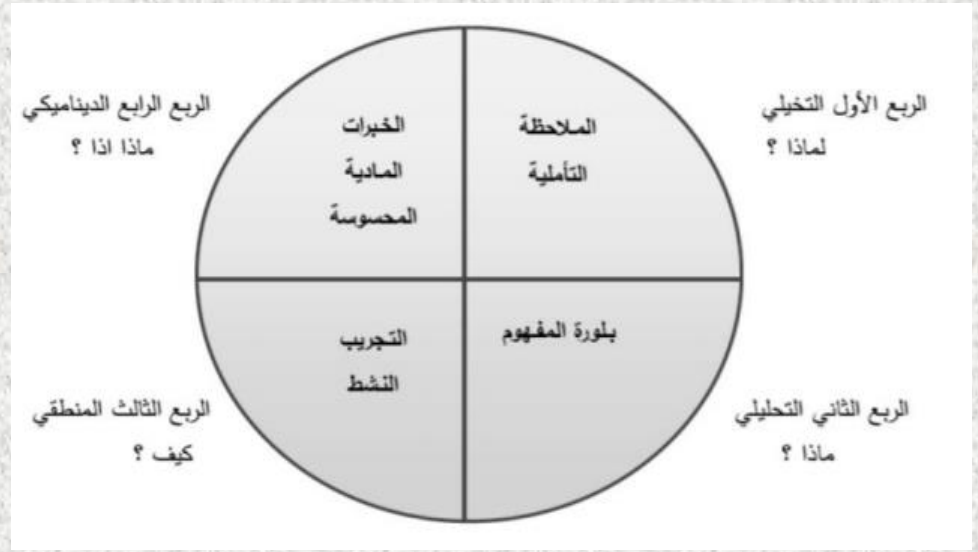 الربع الأول التخيلي
لماذا ؟
الملاحظة
التأملية
الربع الرابع الديناميكي
ماذا اذا ؟
الخبرات
المادية
المحسوسة
بلورة المفهوم
الربع الثاني التحليلي
ماذا ؟
التجريب
النشط
الربع الثالث المنطقي
كيف ؟